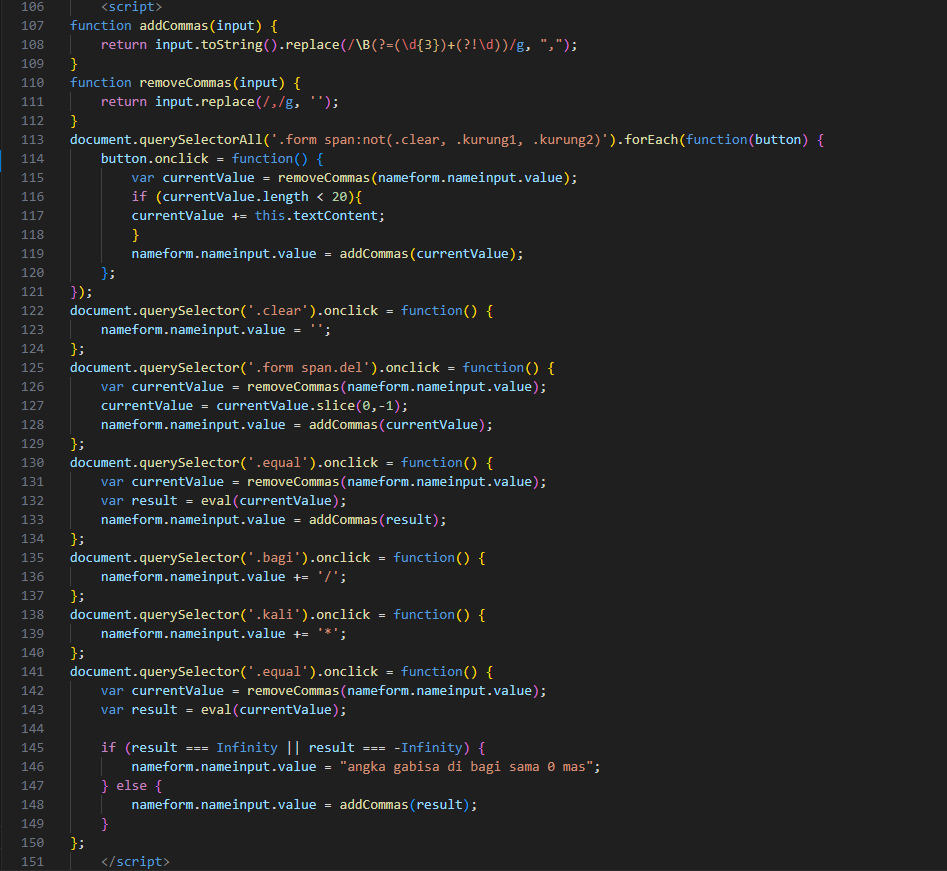 106 <script>
107 function addCommas(input) {
108 return input.toString().replace(/\B(?=(\d{3})+(?!\d))/g, ",");
109 }
110 function removeCommas(input) {
111 return input.replace(/,/g, '');
112 }
113 document.querySelectorAll('.form span:not(.clear, .kurung1, .kurung2)').forEach(function(button) {
114 button.onclick = function() {
115 var currentValue = removeCommas(nameform.nameinput.value);
116 if (currentValue.length < 20){
117 currentValue += this.textContent;
118 }
119 nameform.nameinput.value = addCommas(currentValue);
120 };
121 });
122 document.querySelector('.clear').onclick = function() {
123 nameform.nameinput.value = '';
124 };
125 document.querySelector('.form span.del').onclick = function() {
126 var currentValue = removeCommas(nameform.nameinput.value);
127 currentValue = currentValue.slice(0,-1);
128 nameform.nameinput.value = addCommas(currentValue);
129 };
130 document.querySelector('.equal').onclick = function() {
131 var currentValue = removeCommas(nameform.nameinput.value);
132 var result = eval(currentValue);
133 nameform.nameinput.value = addCommas(result);
134 };
135 document.querySelector('.bagi').onclick = function() {
136 nameform.nameinput.value += '/';
137 };
138 document.querySelector('.kali').onclick = function() {
139 nameform.nameinput.value += '*';
140 };
141 document.querySelector('.equal').onclick = function() {
142 var currentValue = removeCommas(nameform.nameinput.value);
143 var result = eval(currentValue);
144
145 if (result === Infinity || result === -Infinity) {
146 nameform.nameinput.value = "angka gabisa di bagi sama 0 mas";
147 } else {
148 nameform.nameinput.value = addCommas(result);
149 }
150 };
151 </script>